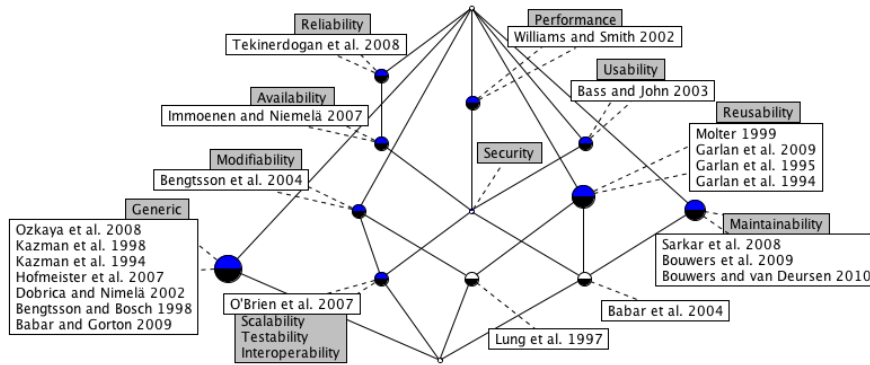 Reliability
Tekinerdogan et al. 2008
Performance
Williams and Smith 2002
Usability
Bass and John 2003
Availability
Immoenen and Niemelä 2007
Reusability
Molter 1999
Garlan et al. 2009
Garlan et al. 1995
Garlan et al. 1994
Modifiability
Bengtsson et al. 2004
Security
Generic
Ozkaya et al. 2008
Kazman et al. 1998
Kazman et al. 1994
Hofmeister et al. 2007
Dobrica and Nimelä 2002
Bengtsson and Bosch 1998
Babar and Gorton 2009
Maintainability
Sarkar et al. 2008
Bouwers et al. 2009
Bouwers and van Deursen 2010
O'Brien et al. 2007
Scalability
Testability
Interoperability
Lung et al. 1997
Babar et al. 2004